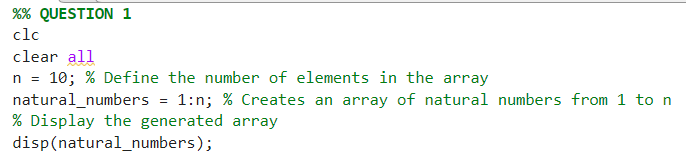 %% QUESTION 1
clc
clear all
n = 10; % Define the number of elements in the array
natural_numbers = 1:n; % Creates an array of natural numbers from 1 to n
% Display the generated array
disp(natural_numbers);